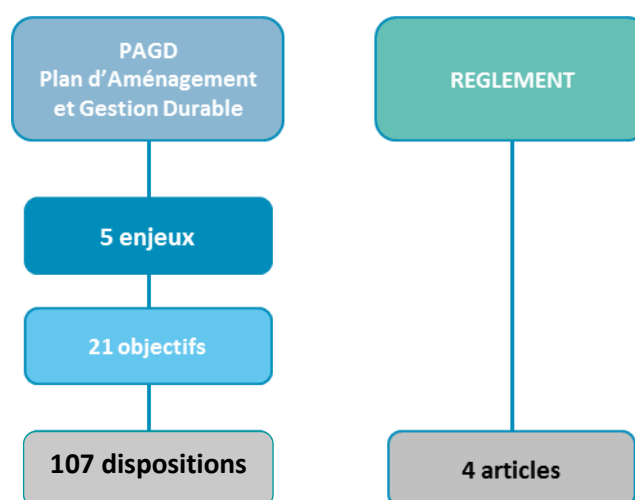 PAGD
Plan d'Aménagement
et Gestion Durable
5 enjeux
21 objectifs
107 dispositions
REGLEMENT
4 articles